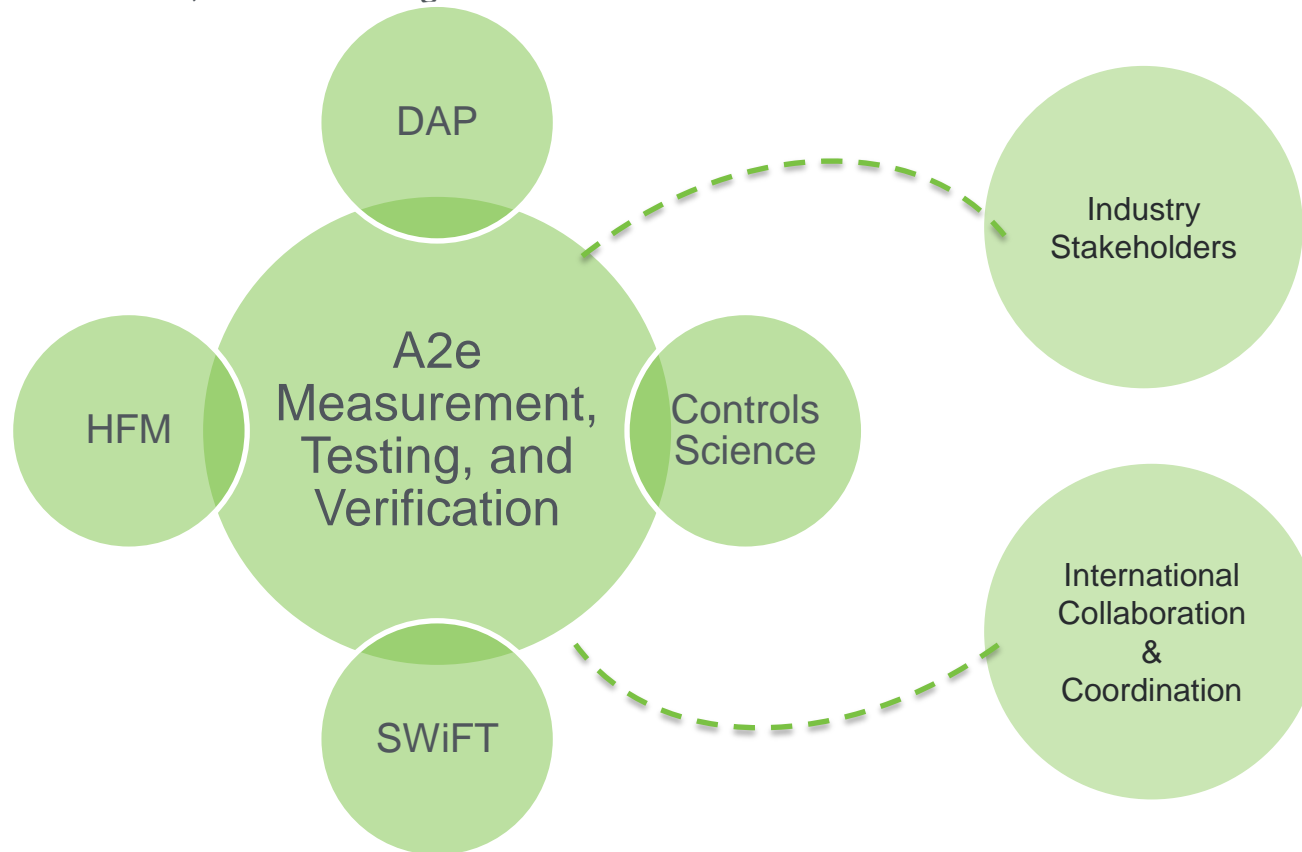 DAP
Industry
Stakeholders
A2e
Measurement,
Testing, and
Verification
HFM
Controls
Science
International
Collaboration
&
Coordination
SWiFT